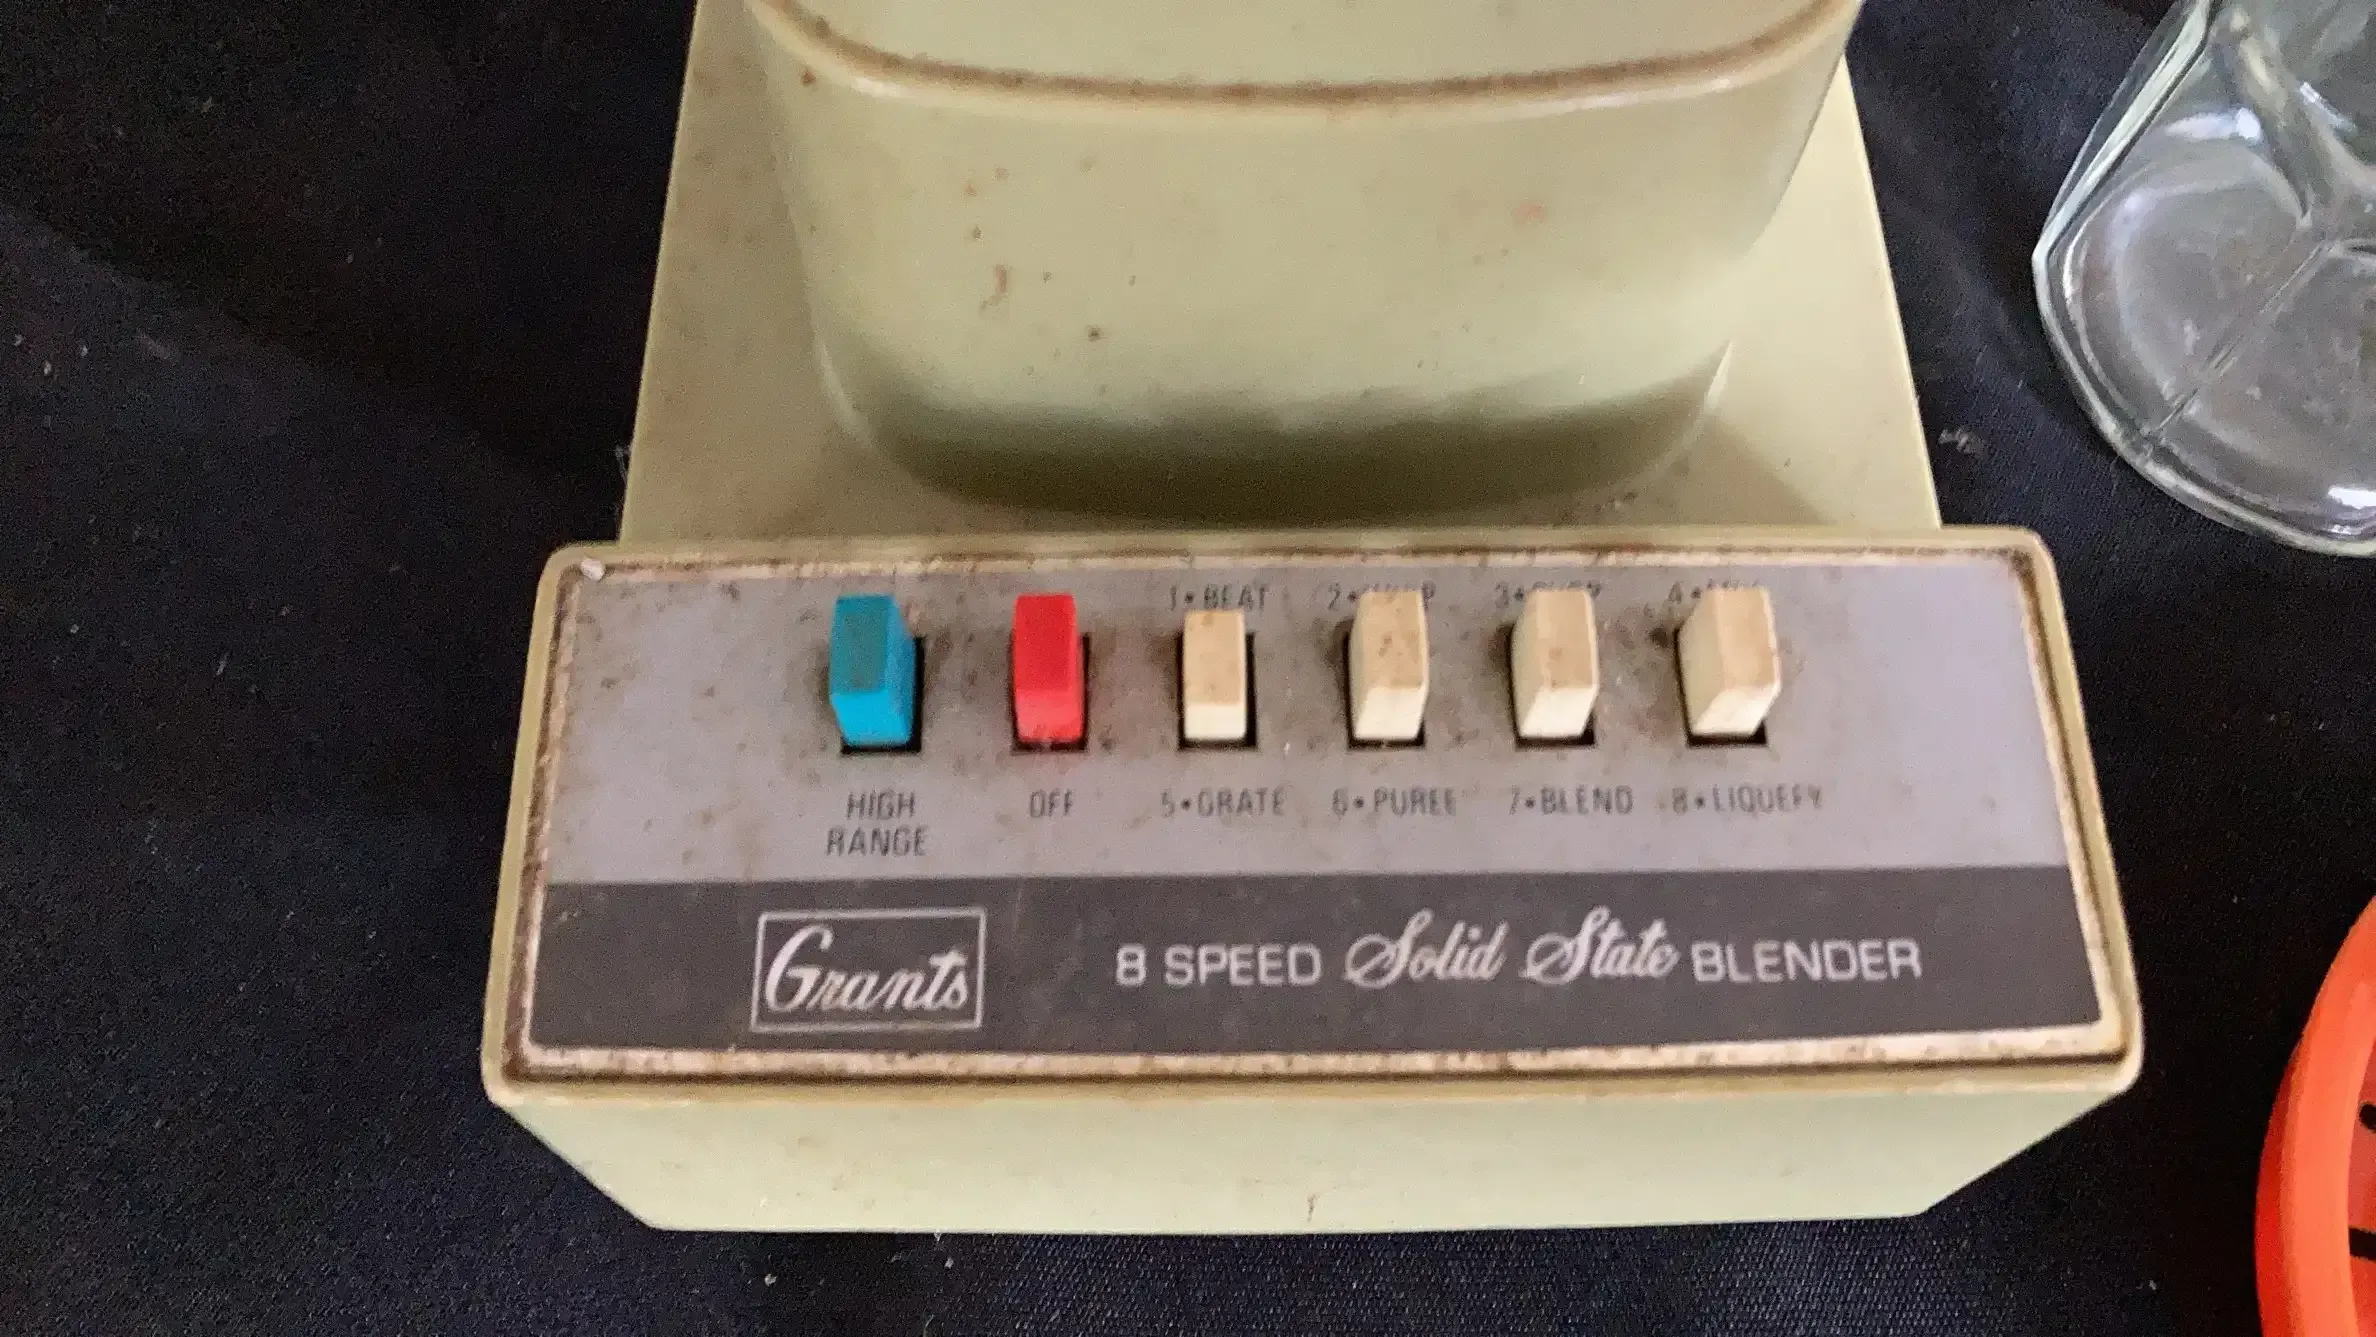 1•BEAT
5•GRATE 6•PUREE 7•BLEND 8•LIQUEFY
HIGH
RANGE
OFF
Grants
8 SPEED Solid State BLENDER